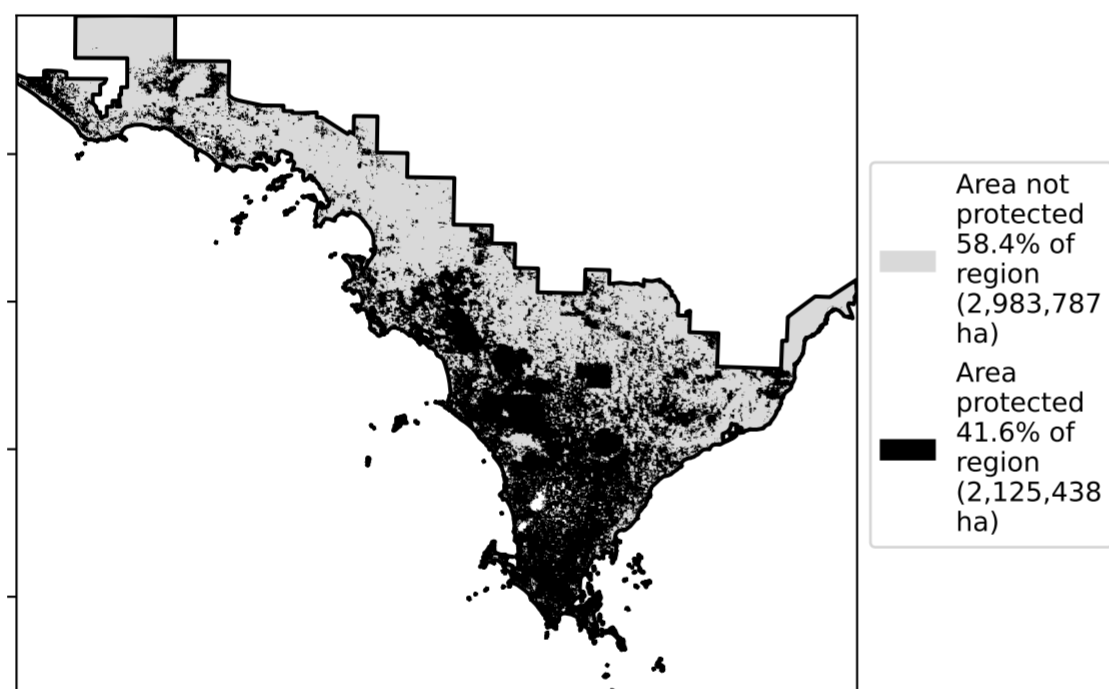 Area not
protected
58.4% of
region
(2,983,787
ha)
Area
protected
41.6% of
region
(2,125,438
ha)